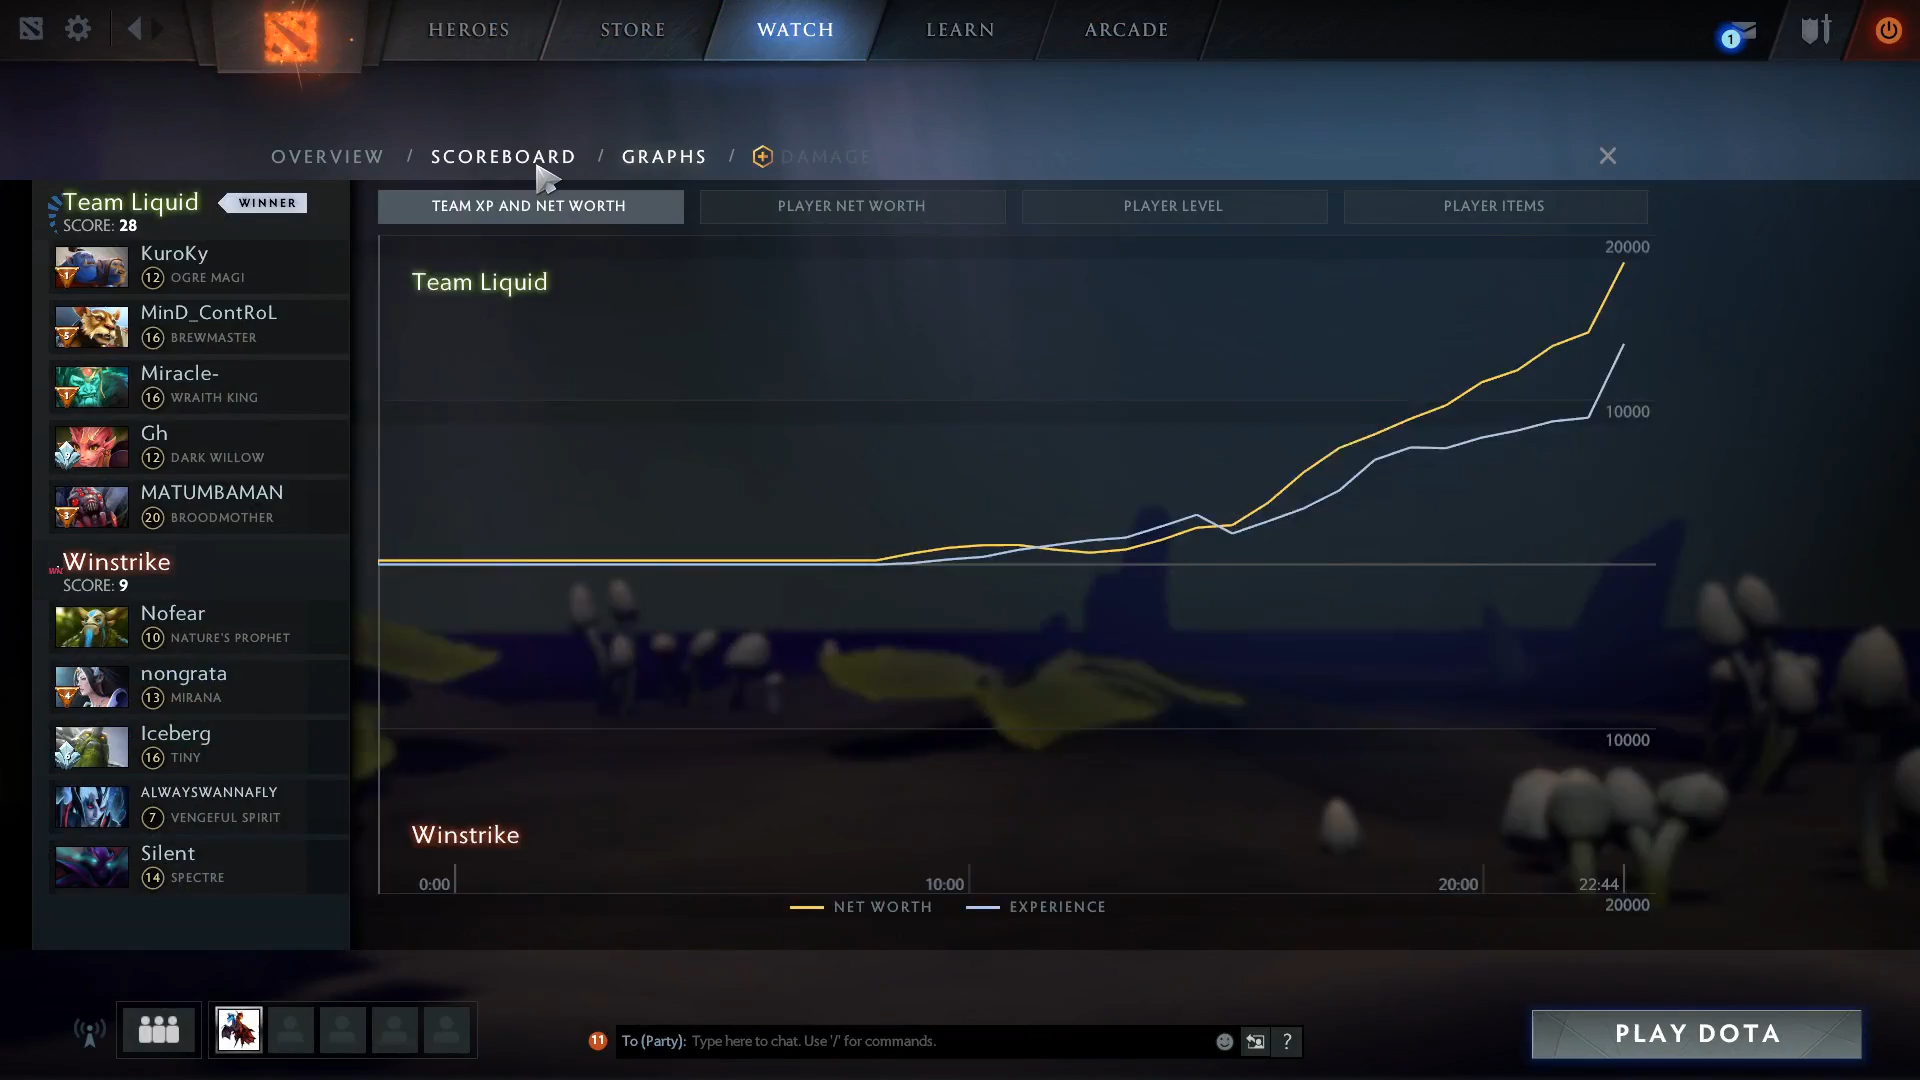 HEROES
STORE
WATCH
LEARN
ARCADE
1
OVERVIEW / SCOREBOARD / GRAPHS / DAMAGE
Team Liquid
WINNER
SCORE: 28
KuroKy
1
12 OGRE MAGI
MinD_ContRoL
5
16 BREWMASTER
Miracle-
1
16 WRAITH KING
Gh
12 DARK WILLOW
MATUMBAMAN
3
20 BROODMOTHER
Winstrike
SCORE: 9
Nofear
10 NATURE'S PROPHET
nongrata
4
13 MIRANA
Iceberg
16 TINY
ALWAYSWANNAFLY
7 VENGEFUL SPIRIT
Silent
14 SPECTRE
TEAM XP AND NET WORTH
PLAYER NET WORTH
PLAYER LEVEL
PLAYER ITEMS
20000
Team Liquid
10000
10000
Winstrike
0:00
10:00
20:00
22:44
20000
NET WORTH
EXPERIENCE
11
To (Party): Type here to chat. Use '/' for commands.
?
PLAY DOTA